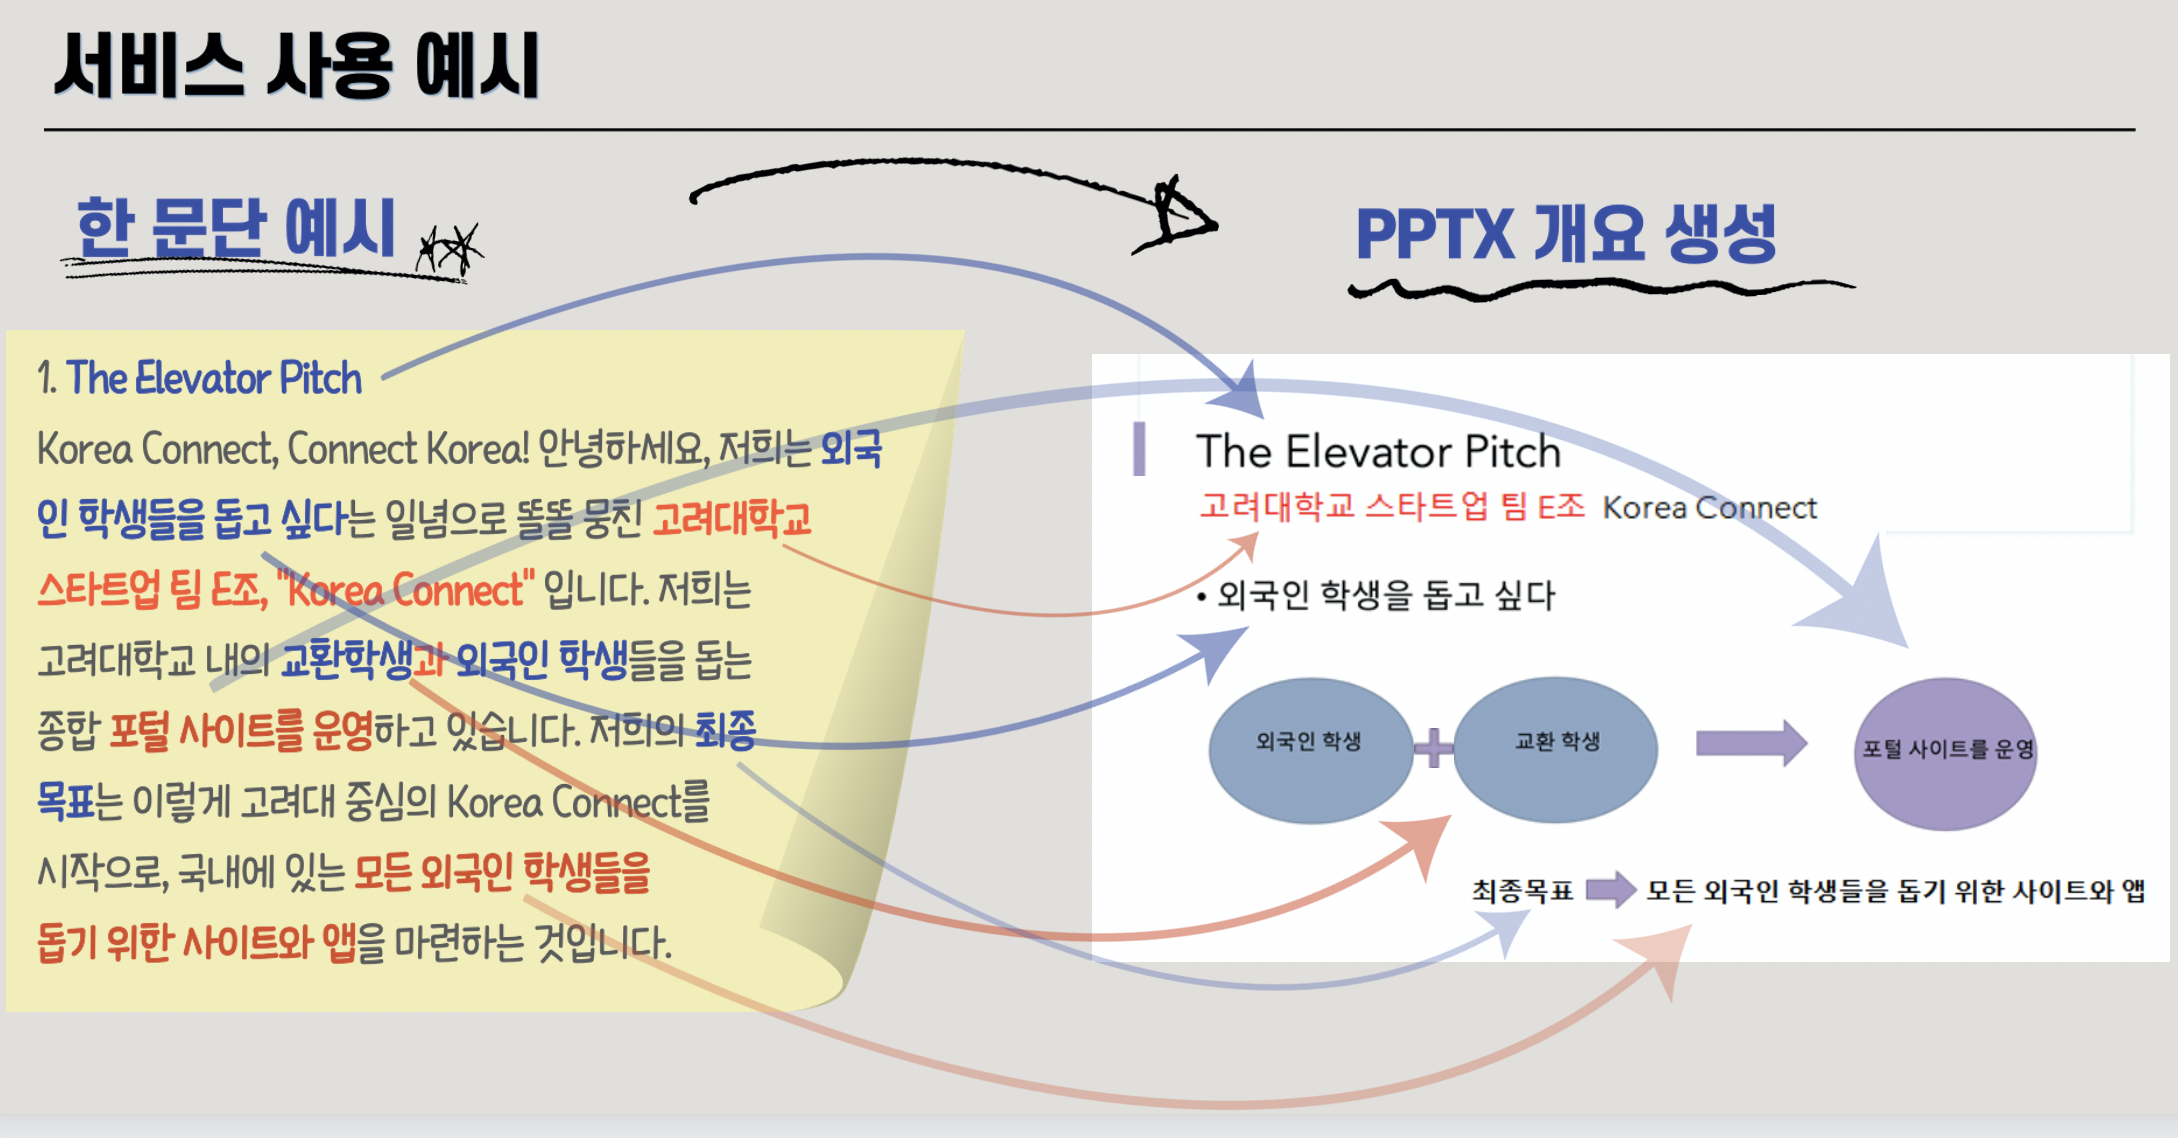 서비스 사용 예시
한 문단 예시
PPTX 개요 생성
1. The Elevator Pitch
Korea Connect, Connect Korea! 안녕하세요, 저희는 외국
인 학생들을 돕고 싶다는 일념으로 똘똘 뭉친 고려대학교
스타트업 팀 E조, "Korea Connect" 입니다. 저희는
고려대학교 내의 교환학생과 외국인 학생들을 돕는
종합 포털 사이트를 운영하고 있습니다. 저희의 최종
목표는 이렇게 고려대 중심의 Korea Connect를
시작으로, 국내에 있는 모든 외국인 학생들을
돕기 위한 사이트와 앱을 마련하는 것입니다.
The Elevator Pitch
고려대학교 스타트업 팀 E조 Korea Connect
• 외국인 학생을 돕고 싶다
외국인 학생
교환 학생
포털 사이트를 운영
최종목표
모든 외국인 학생들을 돕기 위한 사이트와 앱